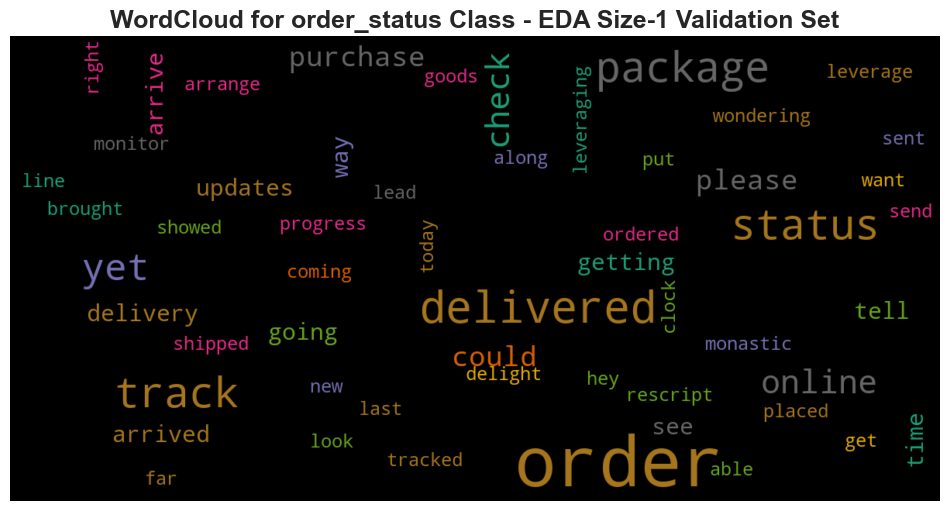 WordCloud for order_status Class - EDA Size-1 Validation Set
right
arrive
arrange
purchase
goods
check
package
leverage
leveraging
wondering
monitor
way
along
put
sent
line
updates
lead
please
want
brought
showed
progress
today
ordered
status
send
yet
coming
getting
delivery
going
delivered
clock
tell
shipped
could
monastic
track
new
delight
hey
rescript
online
last
placed
arrived
look
see
get
time
tracked
order
able
far